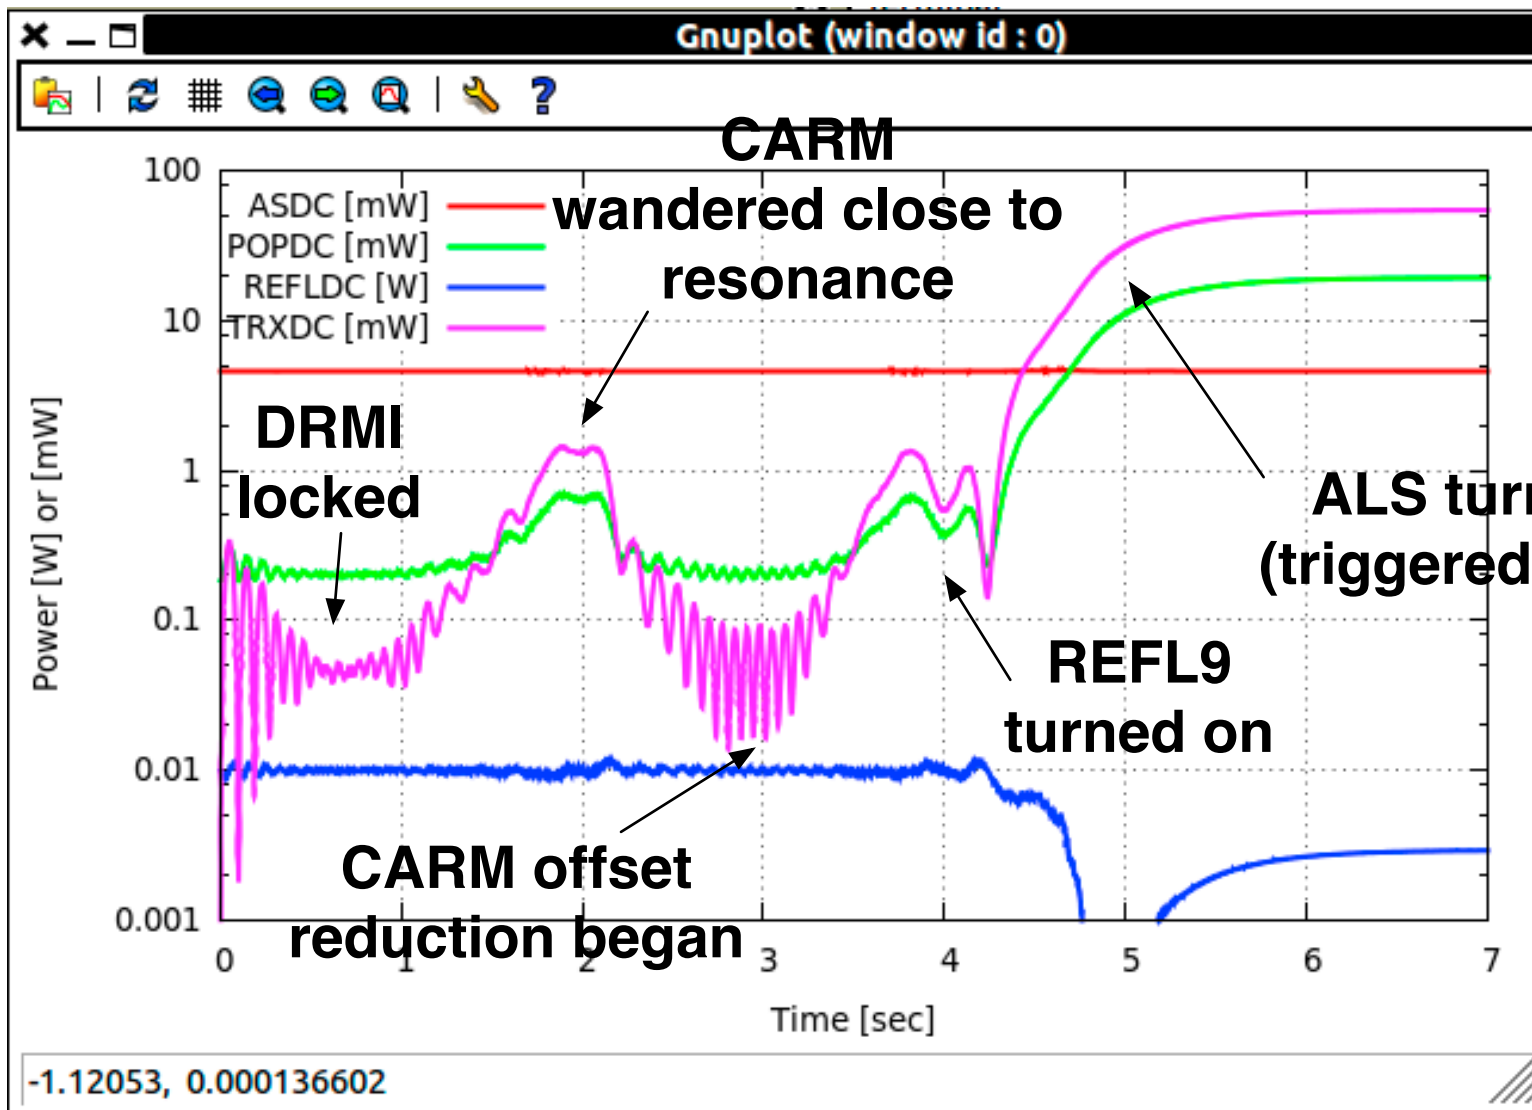 Gnuplot (window id : 0)
CARM
wandered close to
resonance
100
10
1
0.1
0.01
0.001
ASDC [mW]
POPDC [mW]
REFLDC [W]
TRXDC [mW]
DRMI
locked
ALS
(triggered
REFL9
turned on
CARM offset
reduction began
Power [W] or [mW]
0 1 2 3 4 5 6 7
Time [sec]
-1.12053, 0.000136602